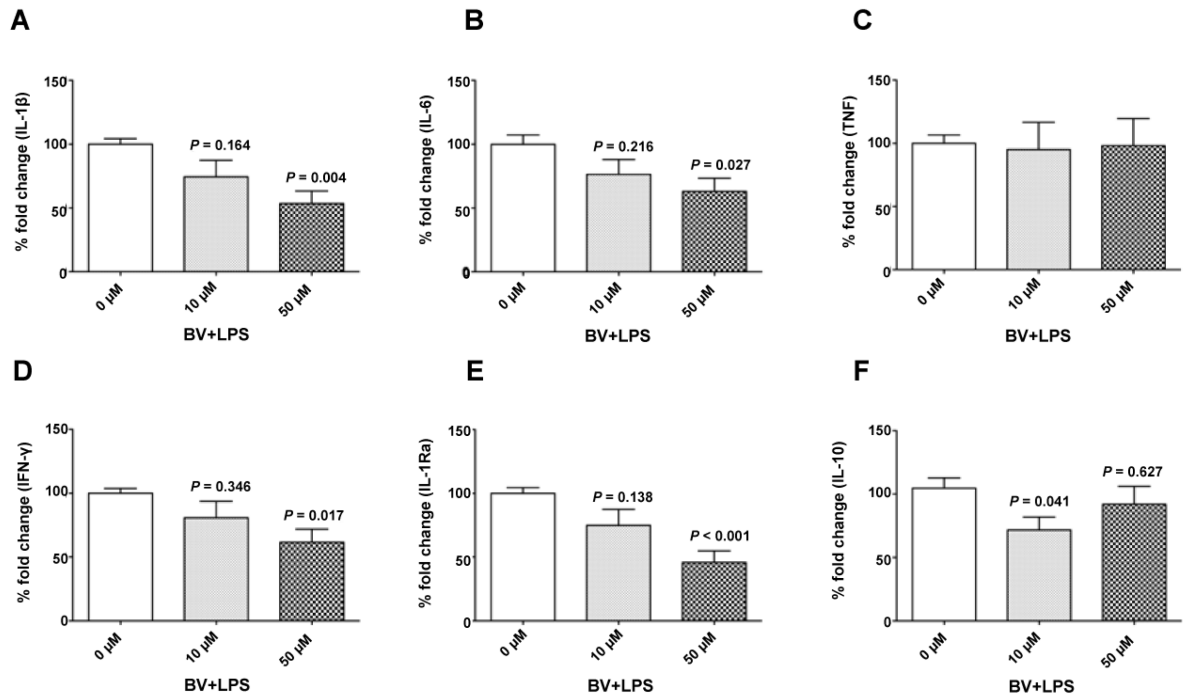 A
% fold change (IL-1β)
150
100
50
0
P = 0.164
P = 0.004
0 µM
10 µM
50 µM
BV+LPS
B
% fold change (IL-6)
150
100
50
0
P = 0.216
P = 0.027
0 µM
10 µM
50 µM
BV+LPS
C
% fold change (TNF)
150
100
50
0
0 µM
10 µM
50 µM
BV+LPS
D
% fold change (IFN-γ)
150
100
50
0
P = 0.346
P = 0.017
0 µM
10 µM
50 µM
BV+LPS
E
% fold change (IL-1Ra)
150
100
50
0
P = 0.138
P < 0.001
0 µM
10 µM
50 µM
BV+LPS
F
% fold change (IL-10)
150
100
50
0
P = 0.041
P = 0.627
0 µM
10 µM
50 µM
BV+LPS